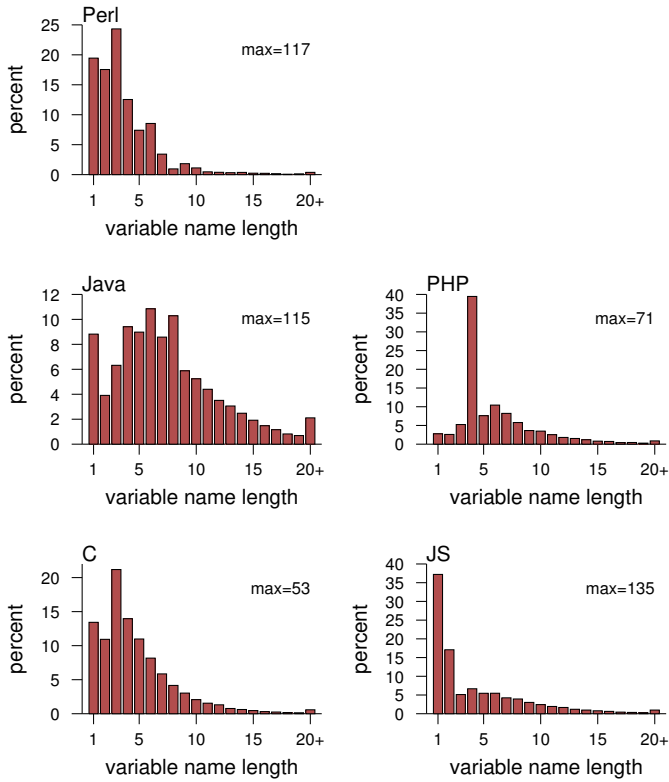 Perl
max=117
25
20
15
10
5
0
percent
1 5 10 15 20+
variable name length
Java
max=115
12
10
8
6
4
2
0
percent
1 5 10 15 20+
variable name length
PHP
max=71
40
35
30
25
20
15
10
5
0
percent
1 5 10 15 20+
variable name length
C
max=53
20
15
10
5
0
percent
1 5 10 15 20+
variable name length
JS
max=135
40
35
30
25
20
15
10
5
0
percent
1 5 10 15 20+
variable name length